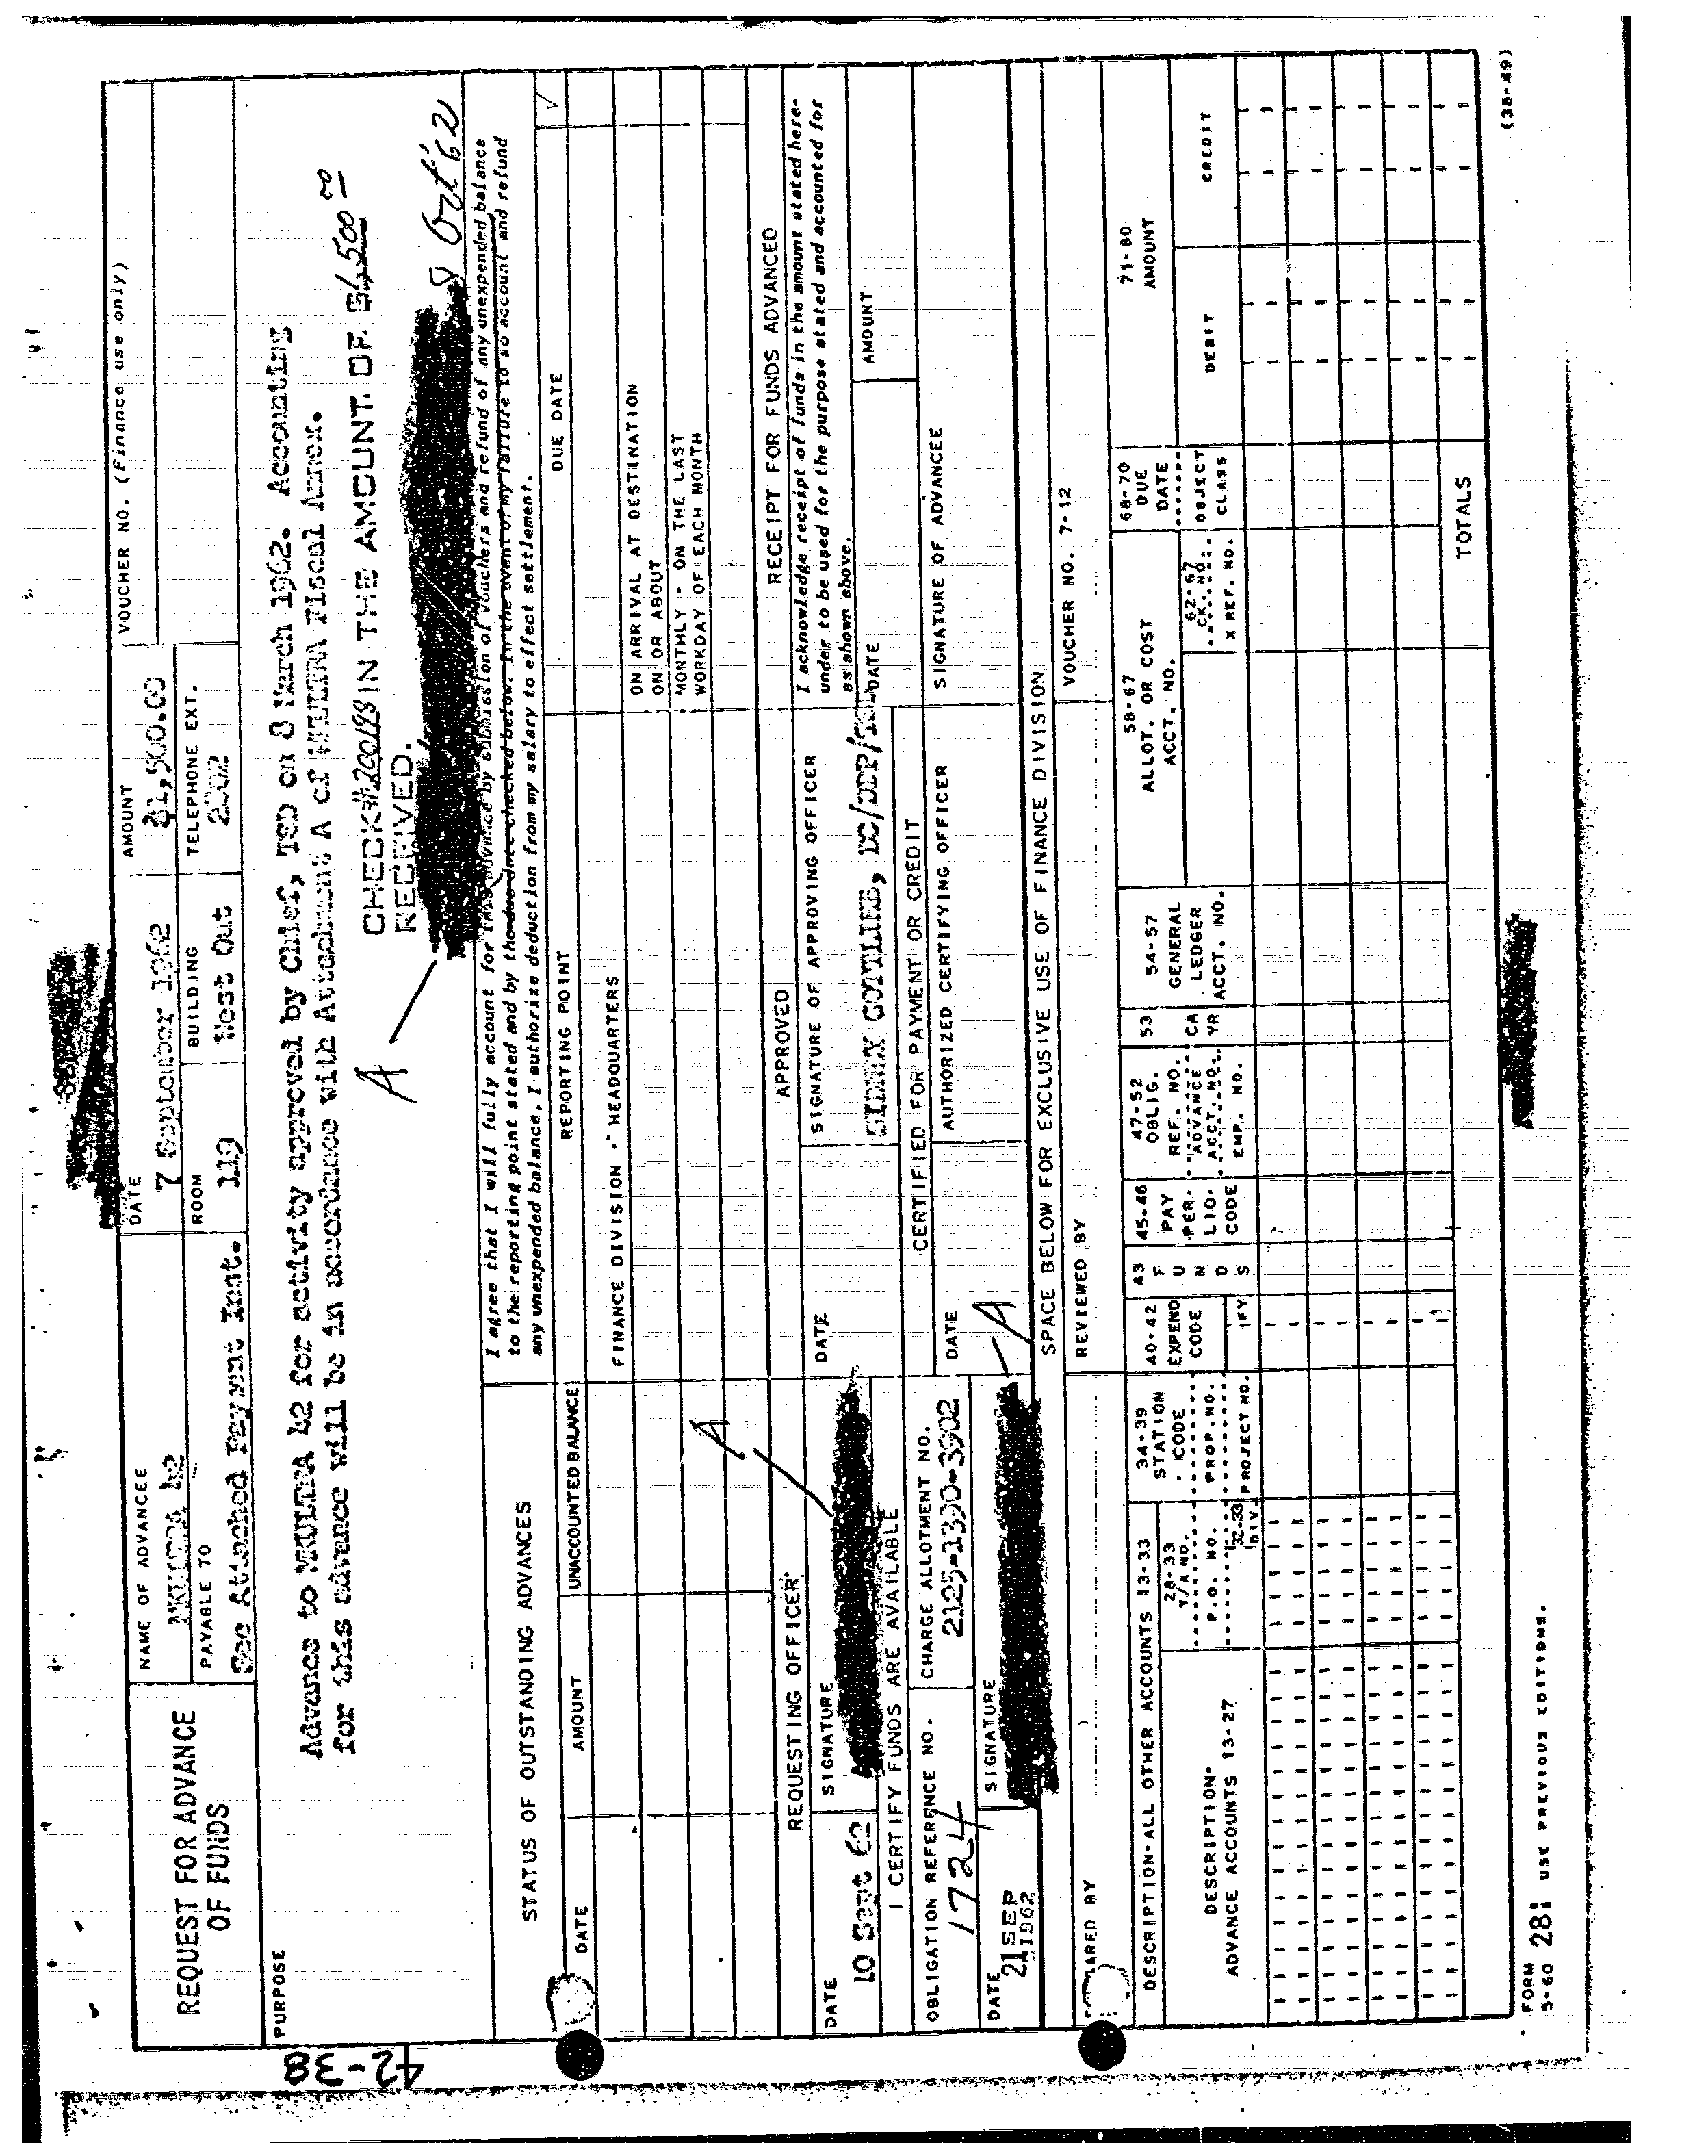 REQUEST FOR ADVANCE
OF FUNDS
NAME OF ADVANCEE
MKULTRA 42
DATE
7 September 1962
AMOUNT
VOUCHER NO. (Finance use only)
PAYABLE TO
See Attached Paymnt Inst.
ROOM
119
BUILDING
West Out
TELEPHONE EXT.
2302
PURPOSE
Advance to MKULTRA 42 for activity approved by Chief, TSD on 8 March 1962. Accounting
for this advance will be in accordance with Attachment A of MKULTRA Fiscal Annex.
CHECK # 200198 IN THE AMOUNT OF
RECEIVED.
A
8 Oct '62
STATUS OF OUTSTANDING ADVANCES
I agree that I will fully account for this advance by submission of vouchers and refund of any unexpended balance
to the reporting point stated and by the due date checked below. In the event of my failure to so account and refund
any unexpended balance, I authorize deduction from my salary to effect settlement.
DATE
AMOUNT
UNACCOUNTED BALANCE
REPORTING POINT
DUE DATE
√
FINANCE DIVISION - HEADQUARTERS
ON ARRIVAL AT DESTINATION
ON OR ABOUT
MONTHLY - ON THE LAST
WORKDAY OF EACH MONTH
A
REQUESTING OFFICER
APPROVED
RECEIPT FOR FUNDS ADVANCED
DATE
10 Sept 62
SIGNATURE
DATE
SIGNATURE OF APPROVING OFFICER
SIDNEY GOTTLIEB, DC/DDP/TSD
I acknowledge receipt of funds in the amount stated here-
under to be used for the purpose stated and accounted for
as shown above.
I CERTIFY FUNDS ARE AVAILABLE
CERTIFIED FOR PAYMENT OR CREDIT
DATE
AMOUNT
OBLIGATION REFERENCE NO.
1724
CHARGE ALLOTMENT NO.
2125-1390-3902
DATE
AUTHORIZED CERTIFYING OFFICER
SIGNATURE OF ADVANCEE
DATE
21 SEP
1962
SIGNATURE
A
SPACE BELOW FOR EXCLUSIVE USE OF FINANCE DIVISION
PREPARED BY
REVIEWED BY
VOUCHER NO. 7-12
DESCRIPTION-ALL OTHER ACCOUNTS 13-33
DESCRIPTION-
ADVANCE ACCOUNTS 13-27
28-33
T/A NO.
P.O. NO.
32-33
DIV.
34-39
STATION
CODE
PROP. NO.
PROJECT NO.
40-42
EXPEND
CODE
FY
43
F
U
N
D
S
45-46
PAY
PER-
LIO-
CODE
47-52
OBLIG.
REF. NO.
ADVANCE
ACCT. NO.
EMP. NO.
53
CA
YR
54-57
GENERAL
LEDGER
ACCT. NO.
58-67
ALLOT. OR COST
ACCT. NO.
62-67
CK. NO.
X REF. NO.
68-70
DUE
DATE
OBJECT
CLASS
71-80
AMOUNT
DEBIT
CREDIT
TOTALS
FORM 281 USE PREVIOUS EDITIONS.
5-60
(38-49)
42-38